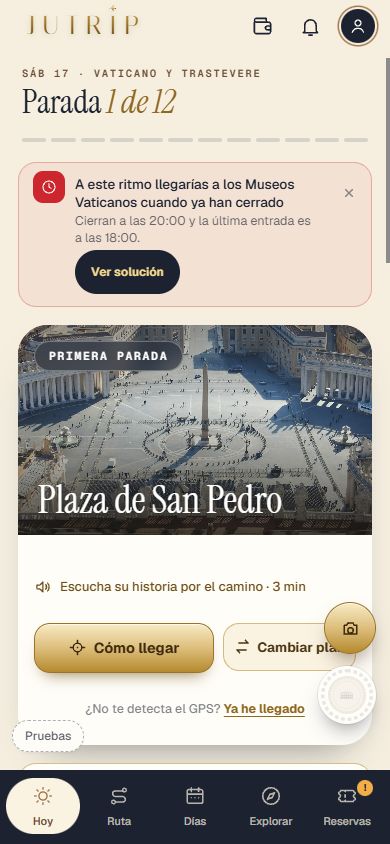 JUTRIP
SÁB 17 · VATICANO Y TRASTEVERE
Parada 1 de 12
A este ritmo llegarías a los Museos
Vaticanos cuando ya han cerrado
Cierran a las 20:00 y la última entrada es
a las 18:00.
Ver solución
PRIMERA PARADA
Plaza de San Pedro
Escucha su historia por el camino · 3 min
Cómo llegar
Cambiar
¿No te detecta el GPS? Ya he llegado
Pruebas
Hoy
Ruta
Días
Explorar
!
Reservas